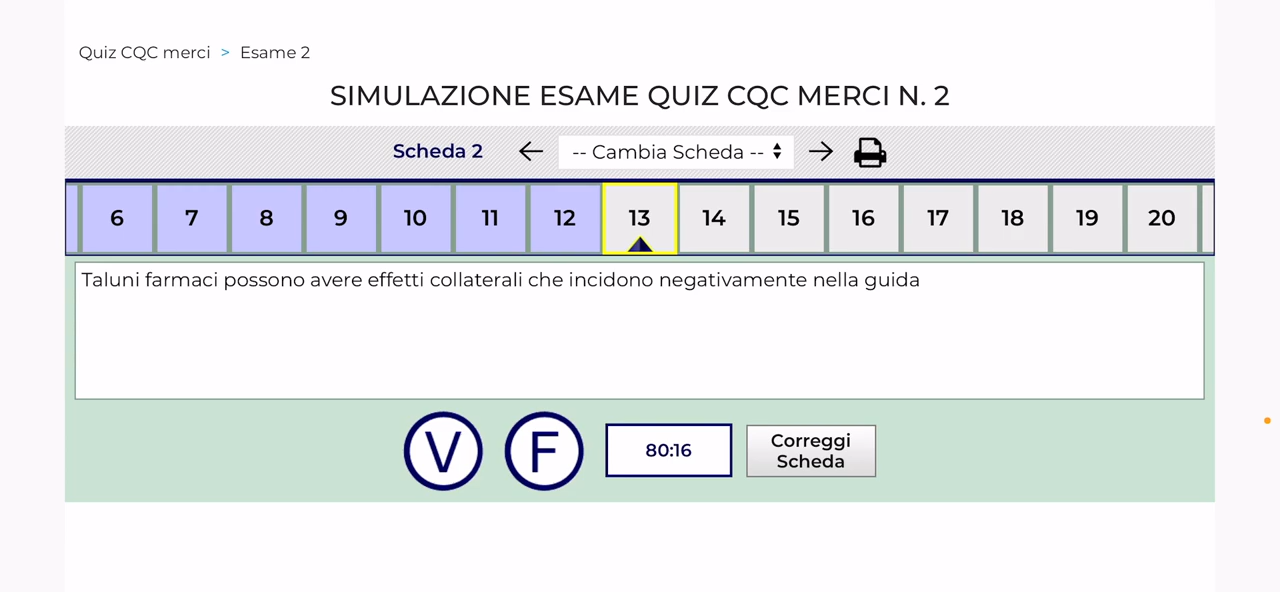 Quiz CQC merci > Esame 2
SIMULAZIONE ESAME QUIZ CQC MERCI N. 2
Scheda 2 ← -- Cambia Scheda -- →
6 7 8 9 10 11 12 13 14 15 16 17 18 19 20
Taluni farmaci possono avere effetti collaterali che incidono negativamente nella guida
V F 80:16 Correggi
Scheda